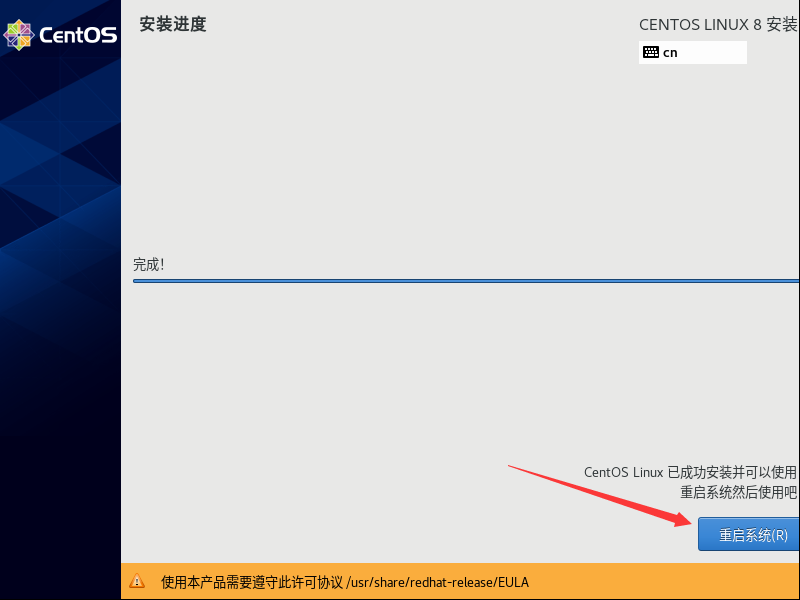 CentOS
安装进度
CENTOS LINUX 8 安装
cn
完成!
CentOS Linux 已成功安装并可以使用
重启系统然后使用吧
重启系统(R)
使用本产品需要遵守此许可协议 /usr/share/redhat-release/EULA